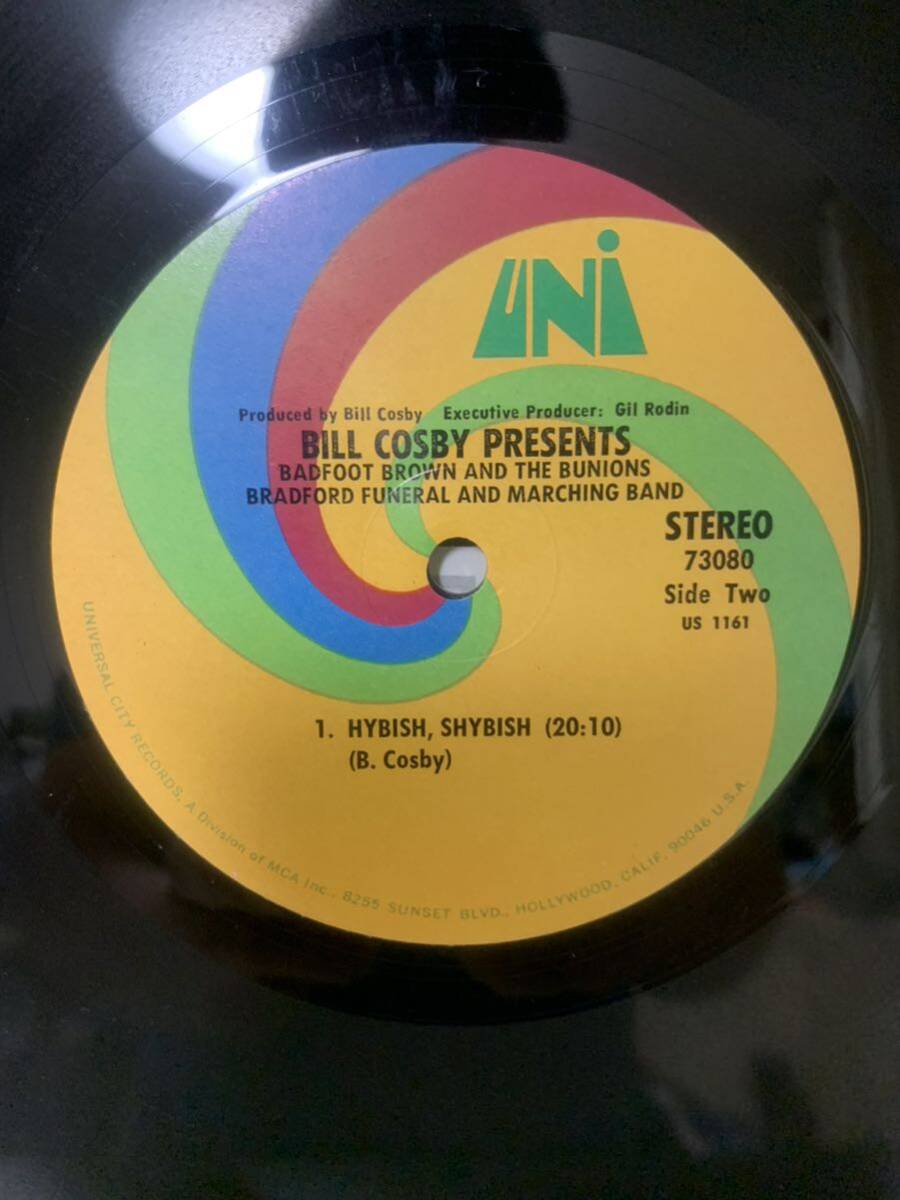 UNI
Produced by Bill Cosby Executive Producer: Gil Rodin
BILL COSBY PRESENTS
BADFOOT BROWN AND THE BUNIONS
BRADFORD FUNERAL AND MARCHING BAND
STEREO
73080
Side Two
US 1161
1. HYBISH, SHYBISH (20:10)
(B. Cosby)
UNIVERSAL CITY RECORDS, A Division of MCA Inc. 8255 SUNSET BLVD., HOLLYWOOD, CALIF. 90046 U.S.A.